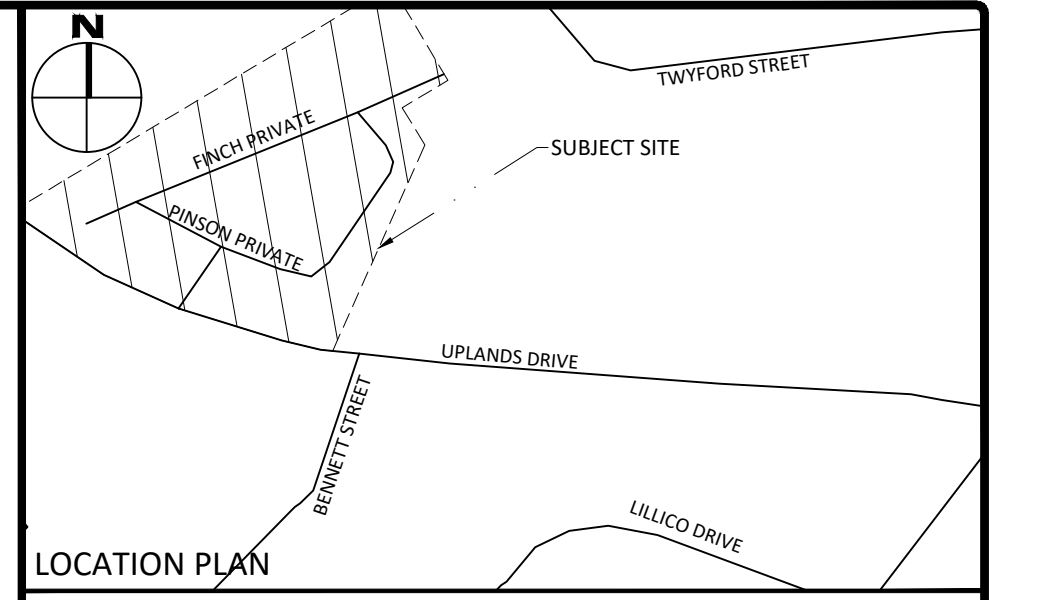 N
TWYFORD STREET
FINCH PRIVATE
SUBJECT SITE
PINSON PRIVATE
UPLANDS DRIVE
BENNETT STREET
LILLICO DRIVE
LOCATION PLAN